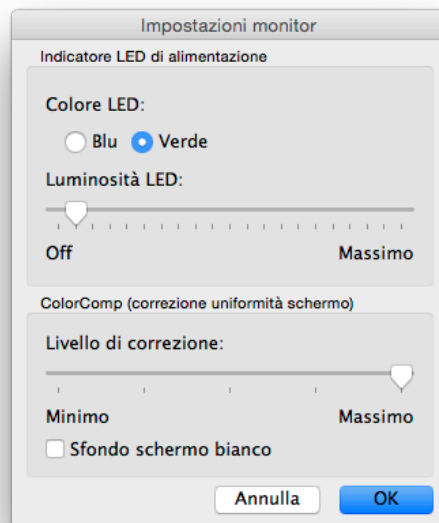 Impostazioni monitor
Indicatore LED di alimentazione
Colore LED:
Blu Verde
Luminosità LED:
Off Massimo
ColorComp (correzione uniformità schermo)
Livello di correzione:
Minimo Massimo
Sfondo schermo bianco
Annulla OK